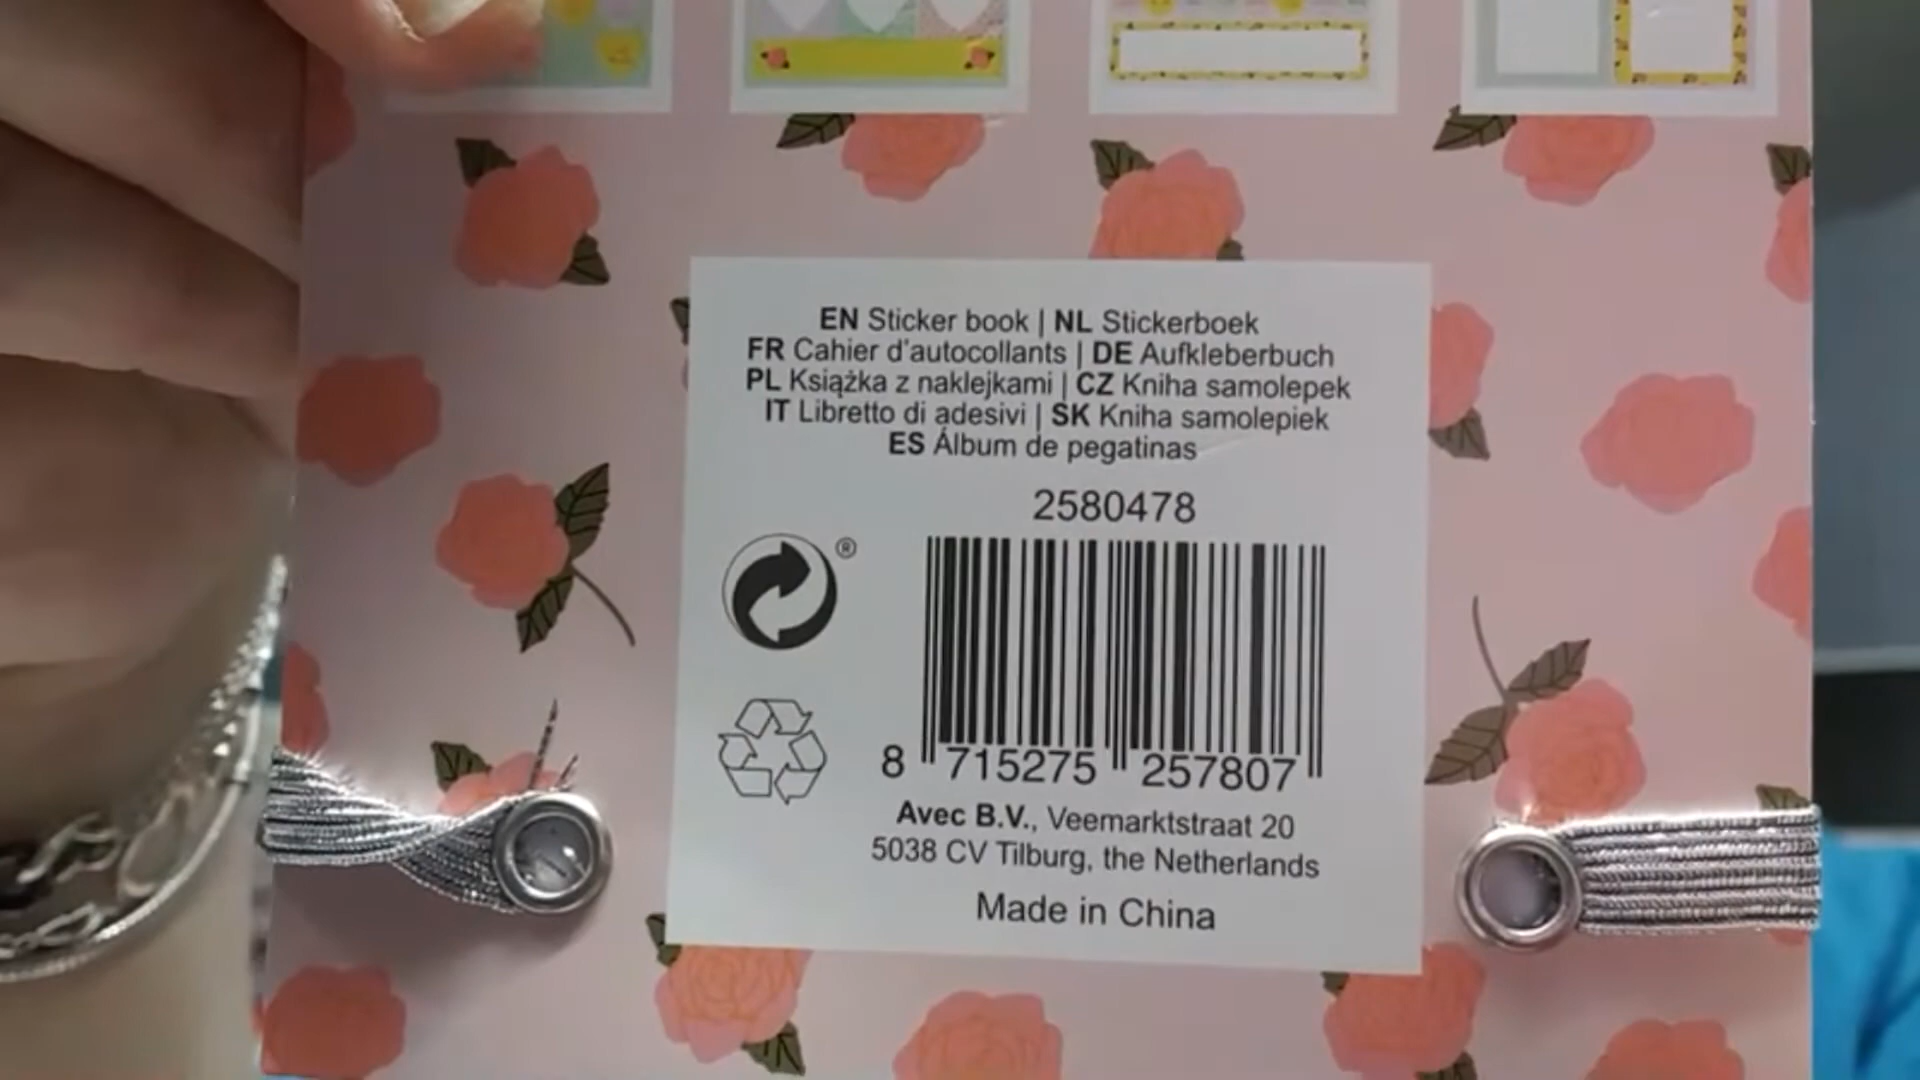 EN Sticker book | NL Stickerboek
FR Cahier d'autocollants | DE Aufkleberbuch
PL Książka z naklejkami | CZ Kniha samolepek
IT Libretto di adesivi | SK Kniha samolepiek
ES Álbum de pegatinas
2580478
®
8 715275 257807
Avec B.V., Veemarktstraat 20
5038 CV Tilburg, the Netherlands
Made in China